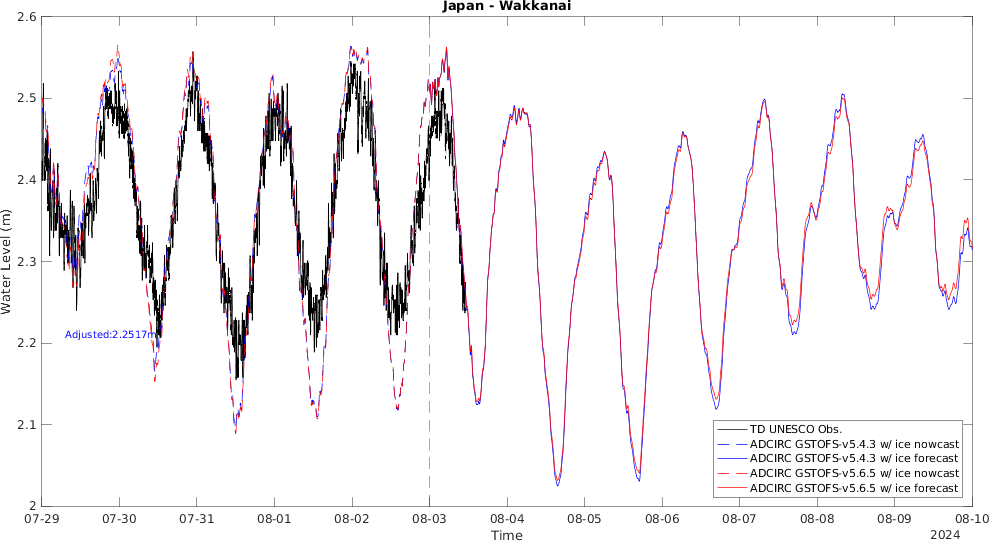 Japan - Wakkanai
2.6
2.5
2.4
2.3
2.2
2.1
2
Water Level (m)
Adjusted:2.2517m
TD UNESCO Obs.
ADCIRC GSTOFS-v5.4.3 w/ ice nowcast
ADCIRC GSTOFS-v5.4.3 w/ ice forecast
ADCIRC GSTOFS-v5.6.5 w/ ice nowcast
ADCIRC GSTOFS-v5.6.5 w/ ice forecast
07-29 07-30 07-31 08-01 08-02 08-03 08-04 08-05 08-06 08-07 08-08 08-09 08-10
Time
2024